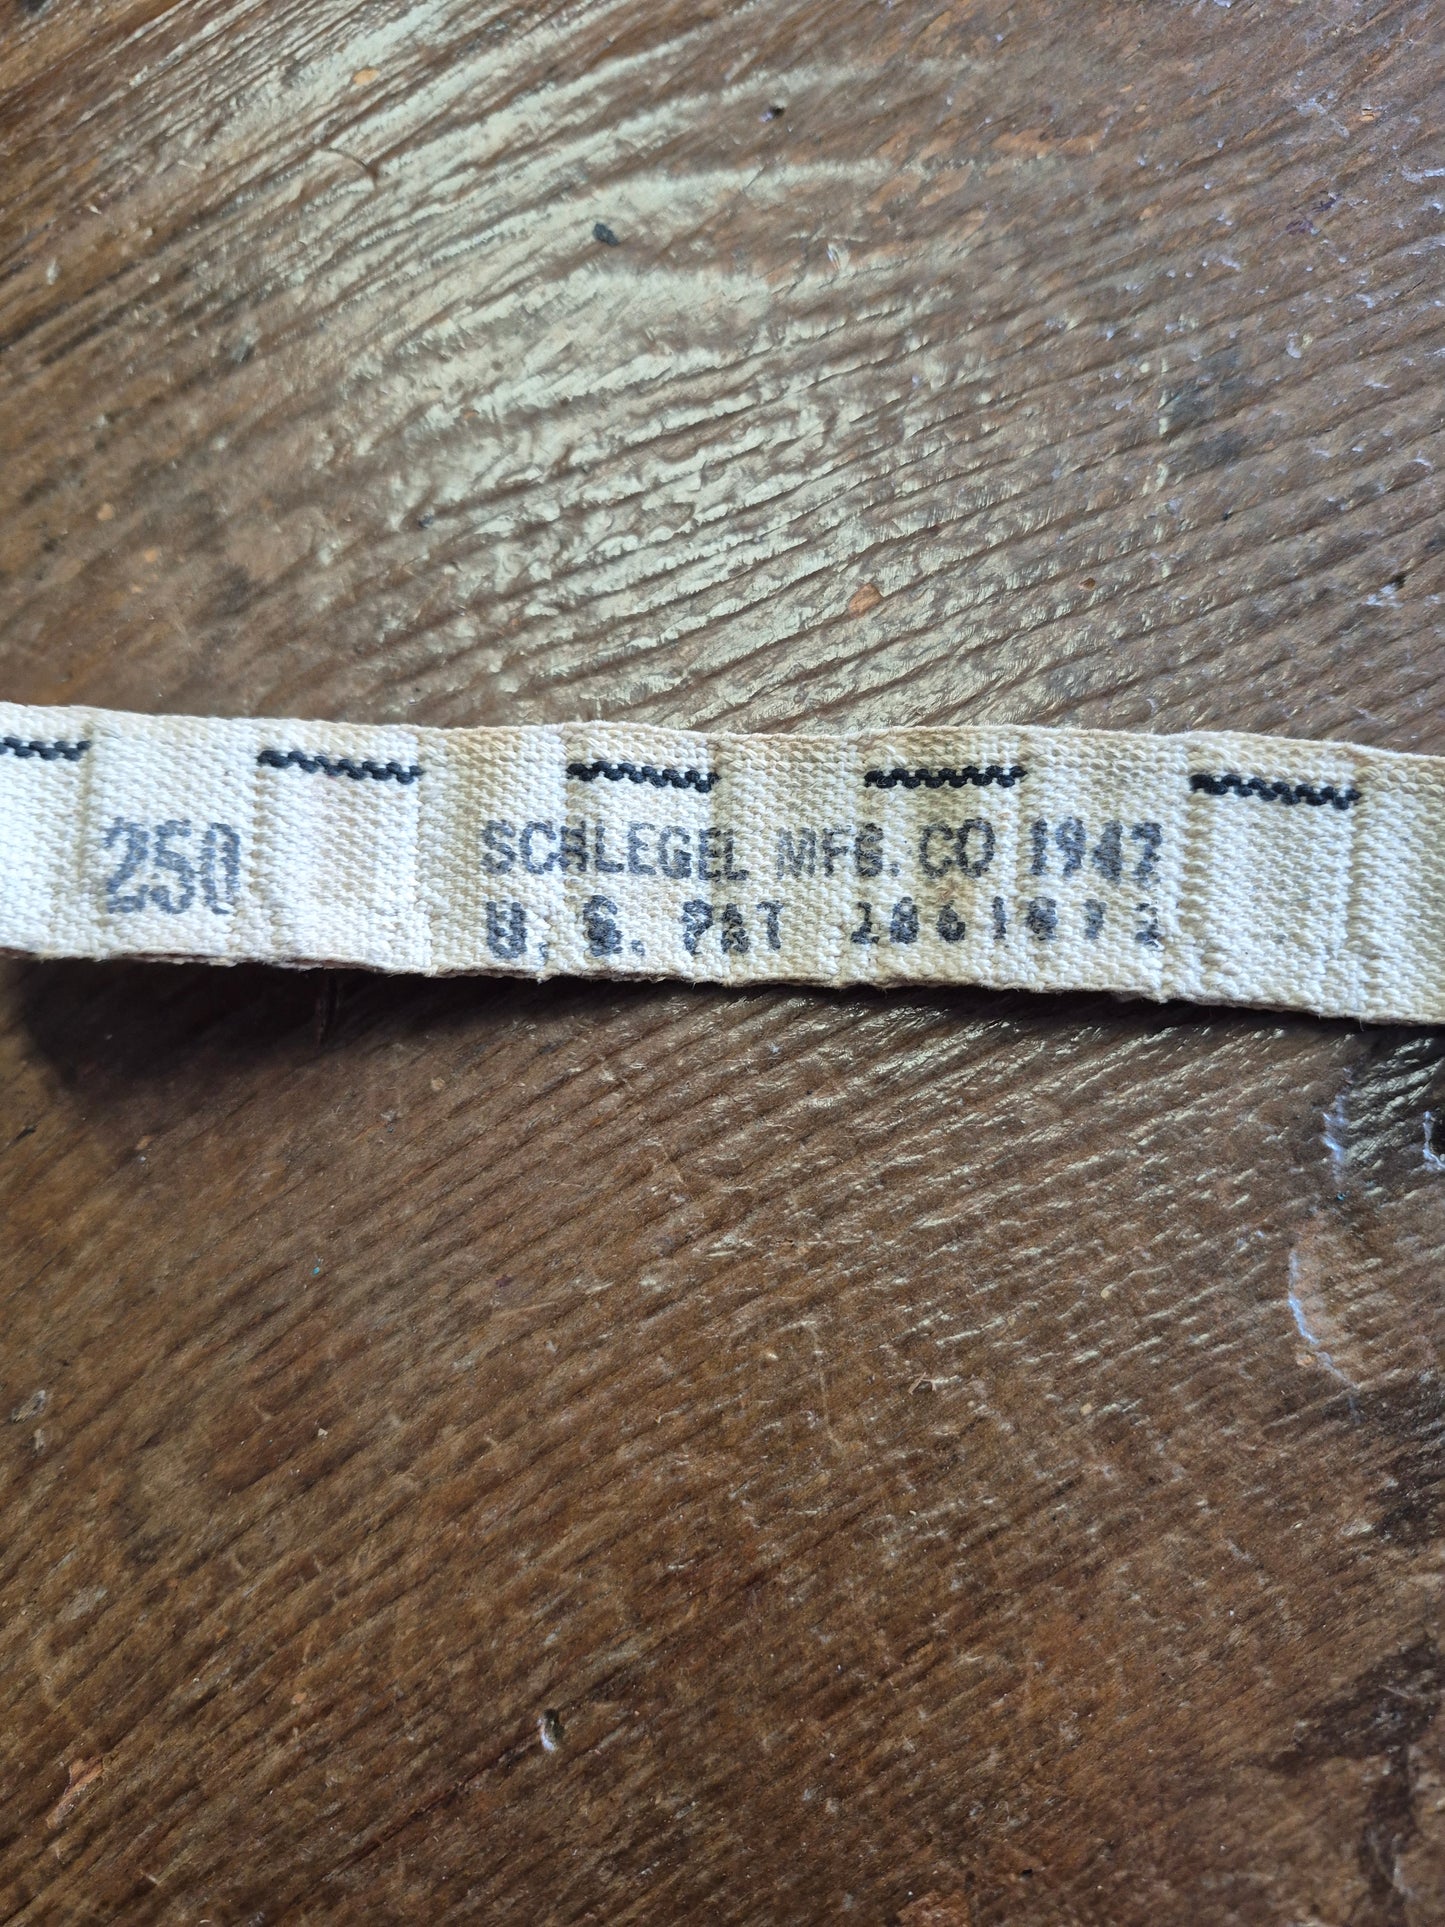 250
SCHLEGEL MFG. CO 1947
U. S. PAT